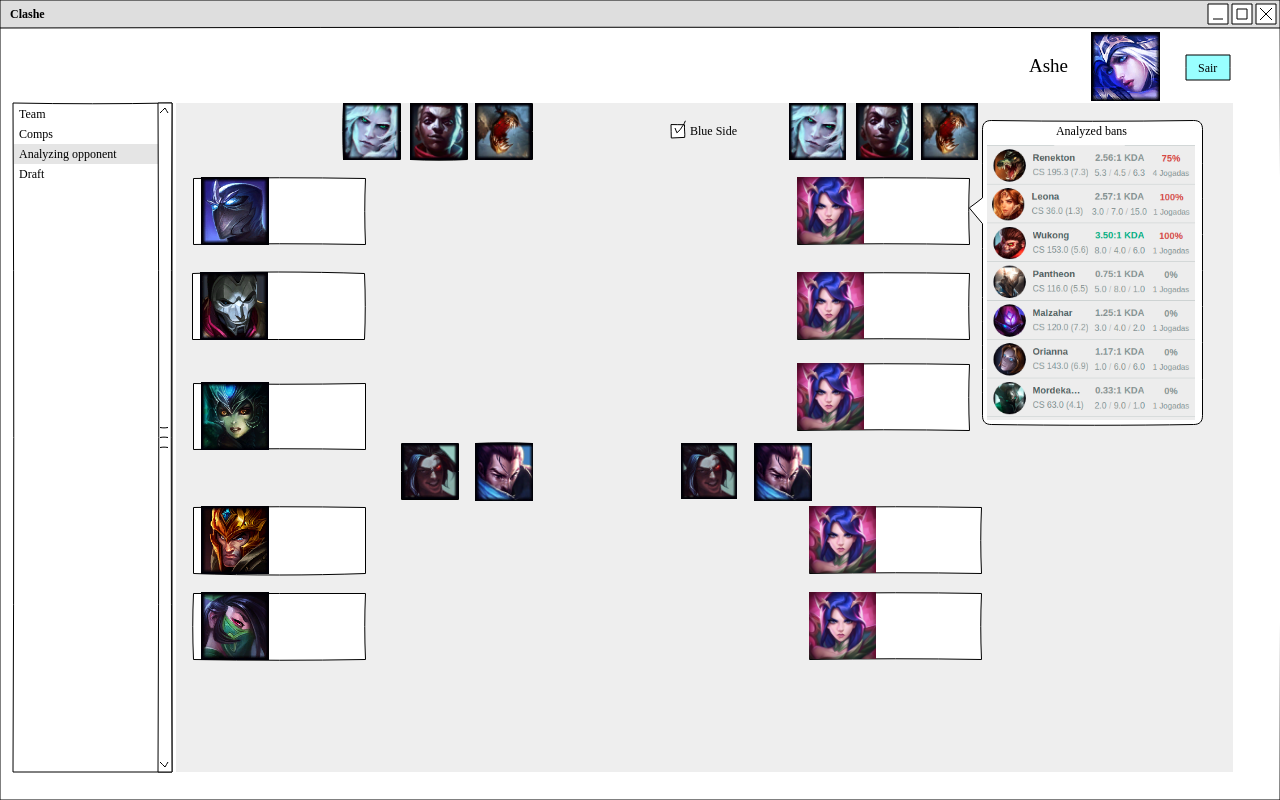 Clashe
Ashe
Sair
Team
Comps
Analyzing opponent
Draft
Blue Side
Analyzed bans
Renekton 2.56:1 KDA 75%
CS 195.3 (7.3) 5.3 / 4.5 / 6.3 4 Jogadas
Leona 2.57:1 KDA 100%
CS 36.0 (1.3) 3.0 / 7.0 / 15.0 1 Jogadas
Wukong 3.50:1 KDA 100%
CS 153.0 (5.6) 8.0 / 4.0 / 6.0 1 Jogadas
Pantheon 0.75:1 KDA 0%
CS 116.0 (5.5) 5.0 / 8.0 / 1.0 1 Jogadas
Malzahar 1.25:1 KDA 0%
CS 120.0 (7.2) 3.0 / 4.0 / 2.0 1 Jogadas
Orianna 1.17:1 KDA 0%
CS 143.0 (6.9) 1.0 / 6.0 / 6.0 1 Jogadas
Mordeka... 0.33:1 KDA 0%
CS 63.0 (4.1) 2.0 / 9.0 / 1.0 1 Jogadas